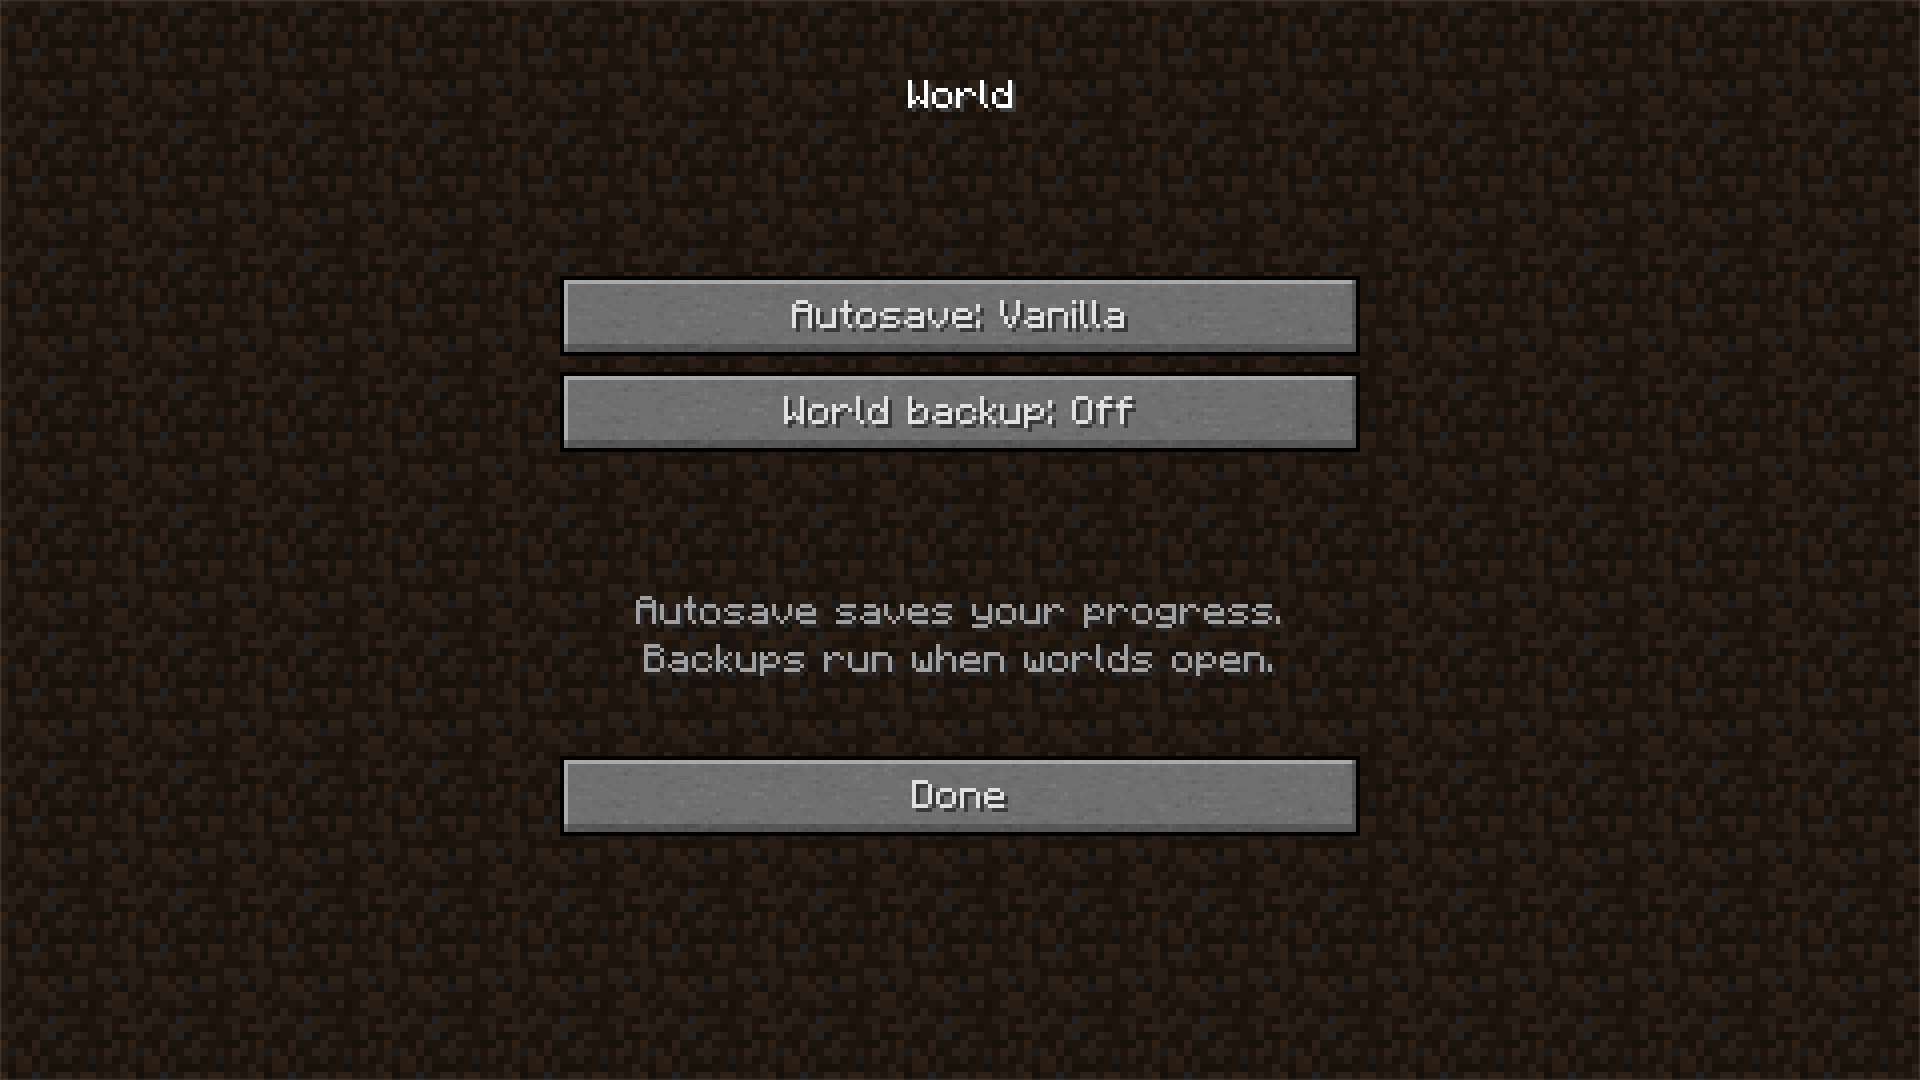 World
Autosave: Vanilla
World backup: Off
Autosave saves your progress.
Backups run when worlds open.
Done